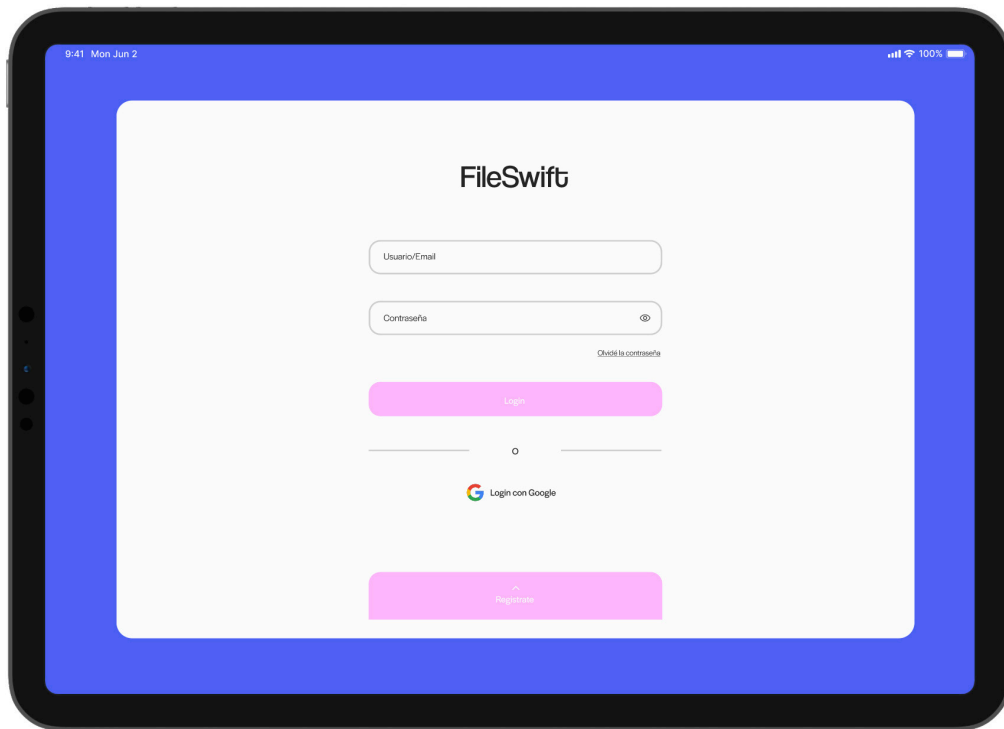 9:41 Mon Jun 2
100%
FileSwift
Usuario/Email
Contraseña
Olvidé la contraseña
Login
O
Login con Google
Registrate